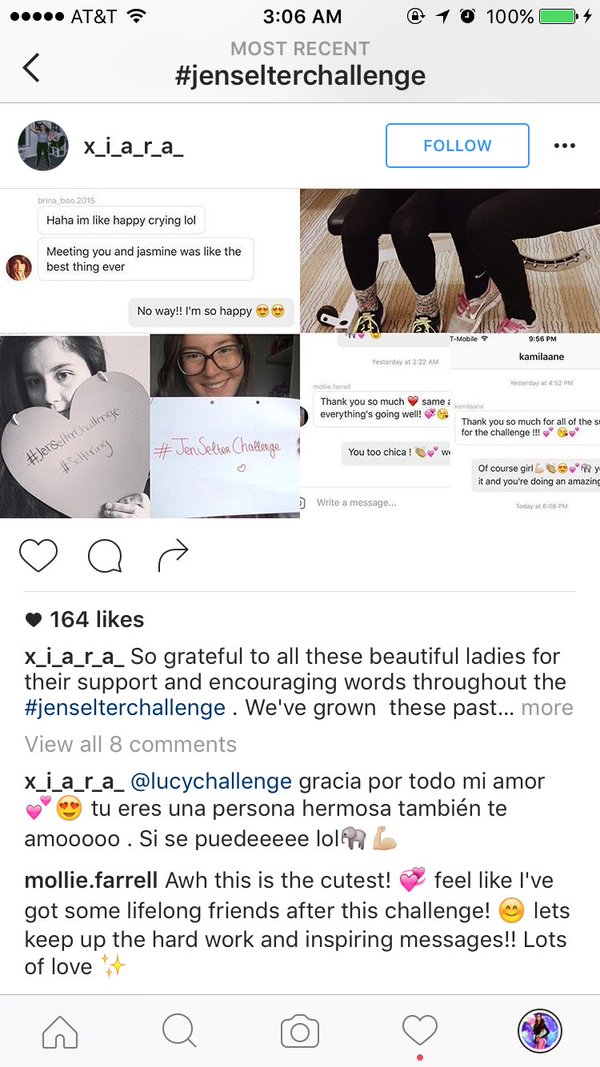 AT&T 3:06 AM 100%
MOST RECENT
#jenselterchallenge
x_i_a_r_a_ FOLLOW
brina_boo.2015
Haha im like happy crying lol
Meeting you and jasmine was like the
best thing ever
No way!! I'm so happy 😍😍
#JenSelterChallenge
#Seltering
#JenSelterChallenge
♡
Yesterday at 2:22 AM
mollie.farrell
Thank you so much ❤️ same a
everything's going well! 💕😘
You too chica ! 👏💕 w
Write a message...
T-Mobile 9:56 PM
kamilaane
Yesterday at 4:52 PM
kamilaane
Thank you so much for all of the su
for the challenge !!! 💕 😘💕
Of course girl💪👏😍💕🐘 y
it and you're doing an amazing
Today at 6:08 PM
164 likes
x_i_a_r_a_ So grateful to all these beautiful ladies for
their support and encouraging words throughout the
#jenselterchallenge . We've grown these past... more
View all 8 comments
x_i_a_r_a_ @lucychallenge gracia por todo mi amor
💕😍 tu eres una persona hermosa también te
amooooo . Si se puedeeeee lol🐘💪🏼
mollie.farrell Awh this is the cutest! 💞 feel like I've
got some lifelong friends after this challenge! 😊 lets
keep up the hard work and inspiring messages!! Lots
of love ✨